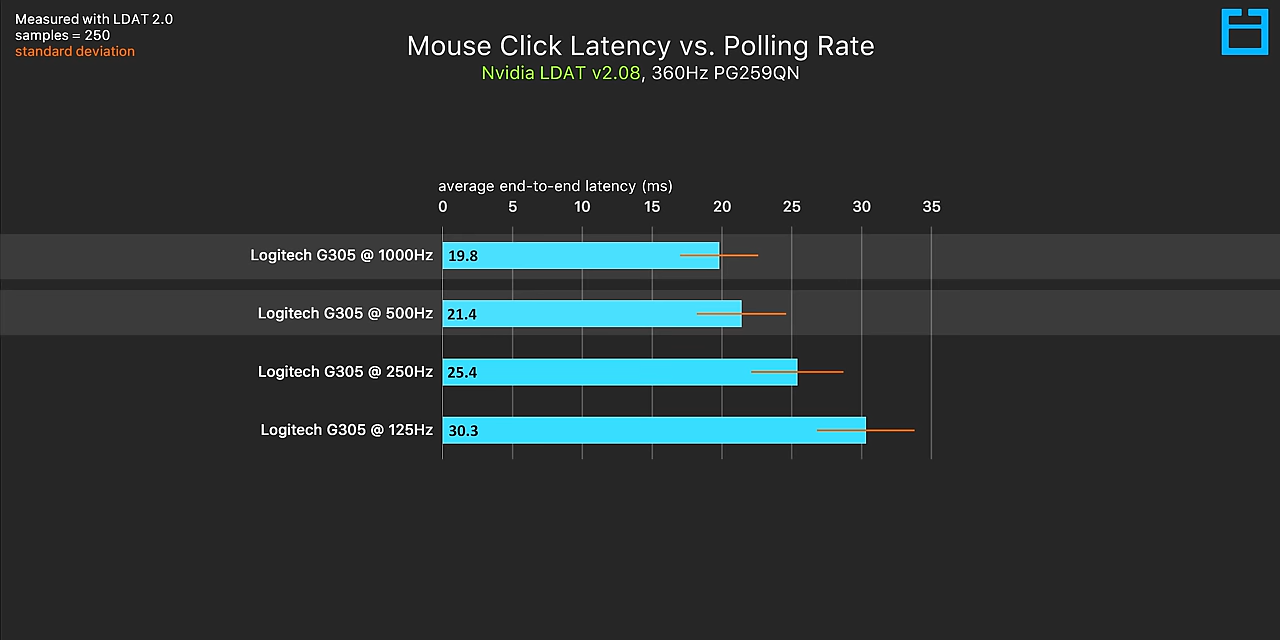 Measured with LDAT 2.0
samples = 250
standard deviation
Mouse Click Latency vs. Polling Rate
Nvidia LDAT v2.08, 360Hz PG259QN
average end-to-end latency (ms)
0 5 10 15 20 25 30 35
Logitech G305 @ 1000Hz 19.8
Logitech G305 @ 500Hz 21.4
Logitech G305 @ 250Hz 25.4
Logitech G305 @ 125Hz 30.3